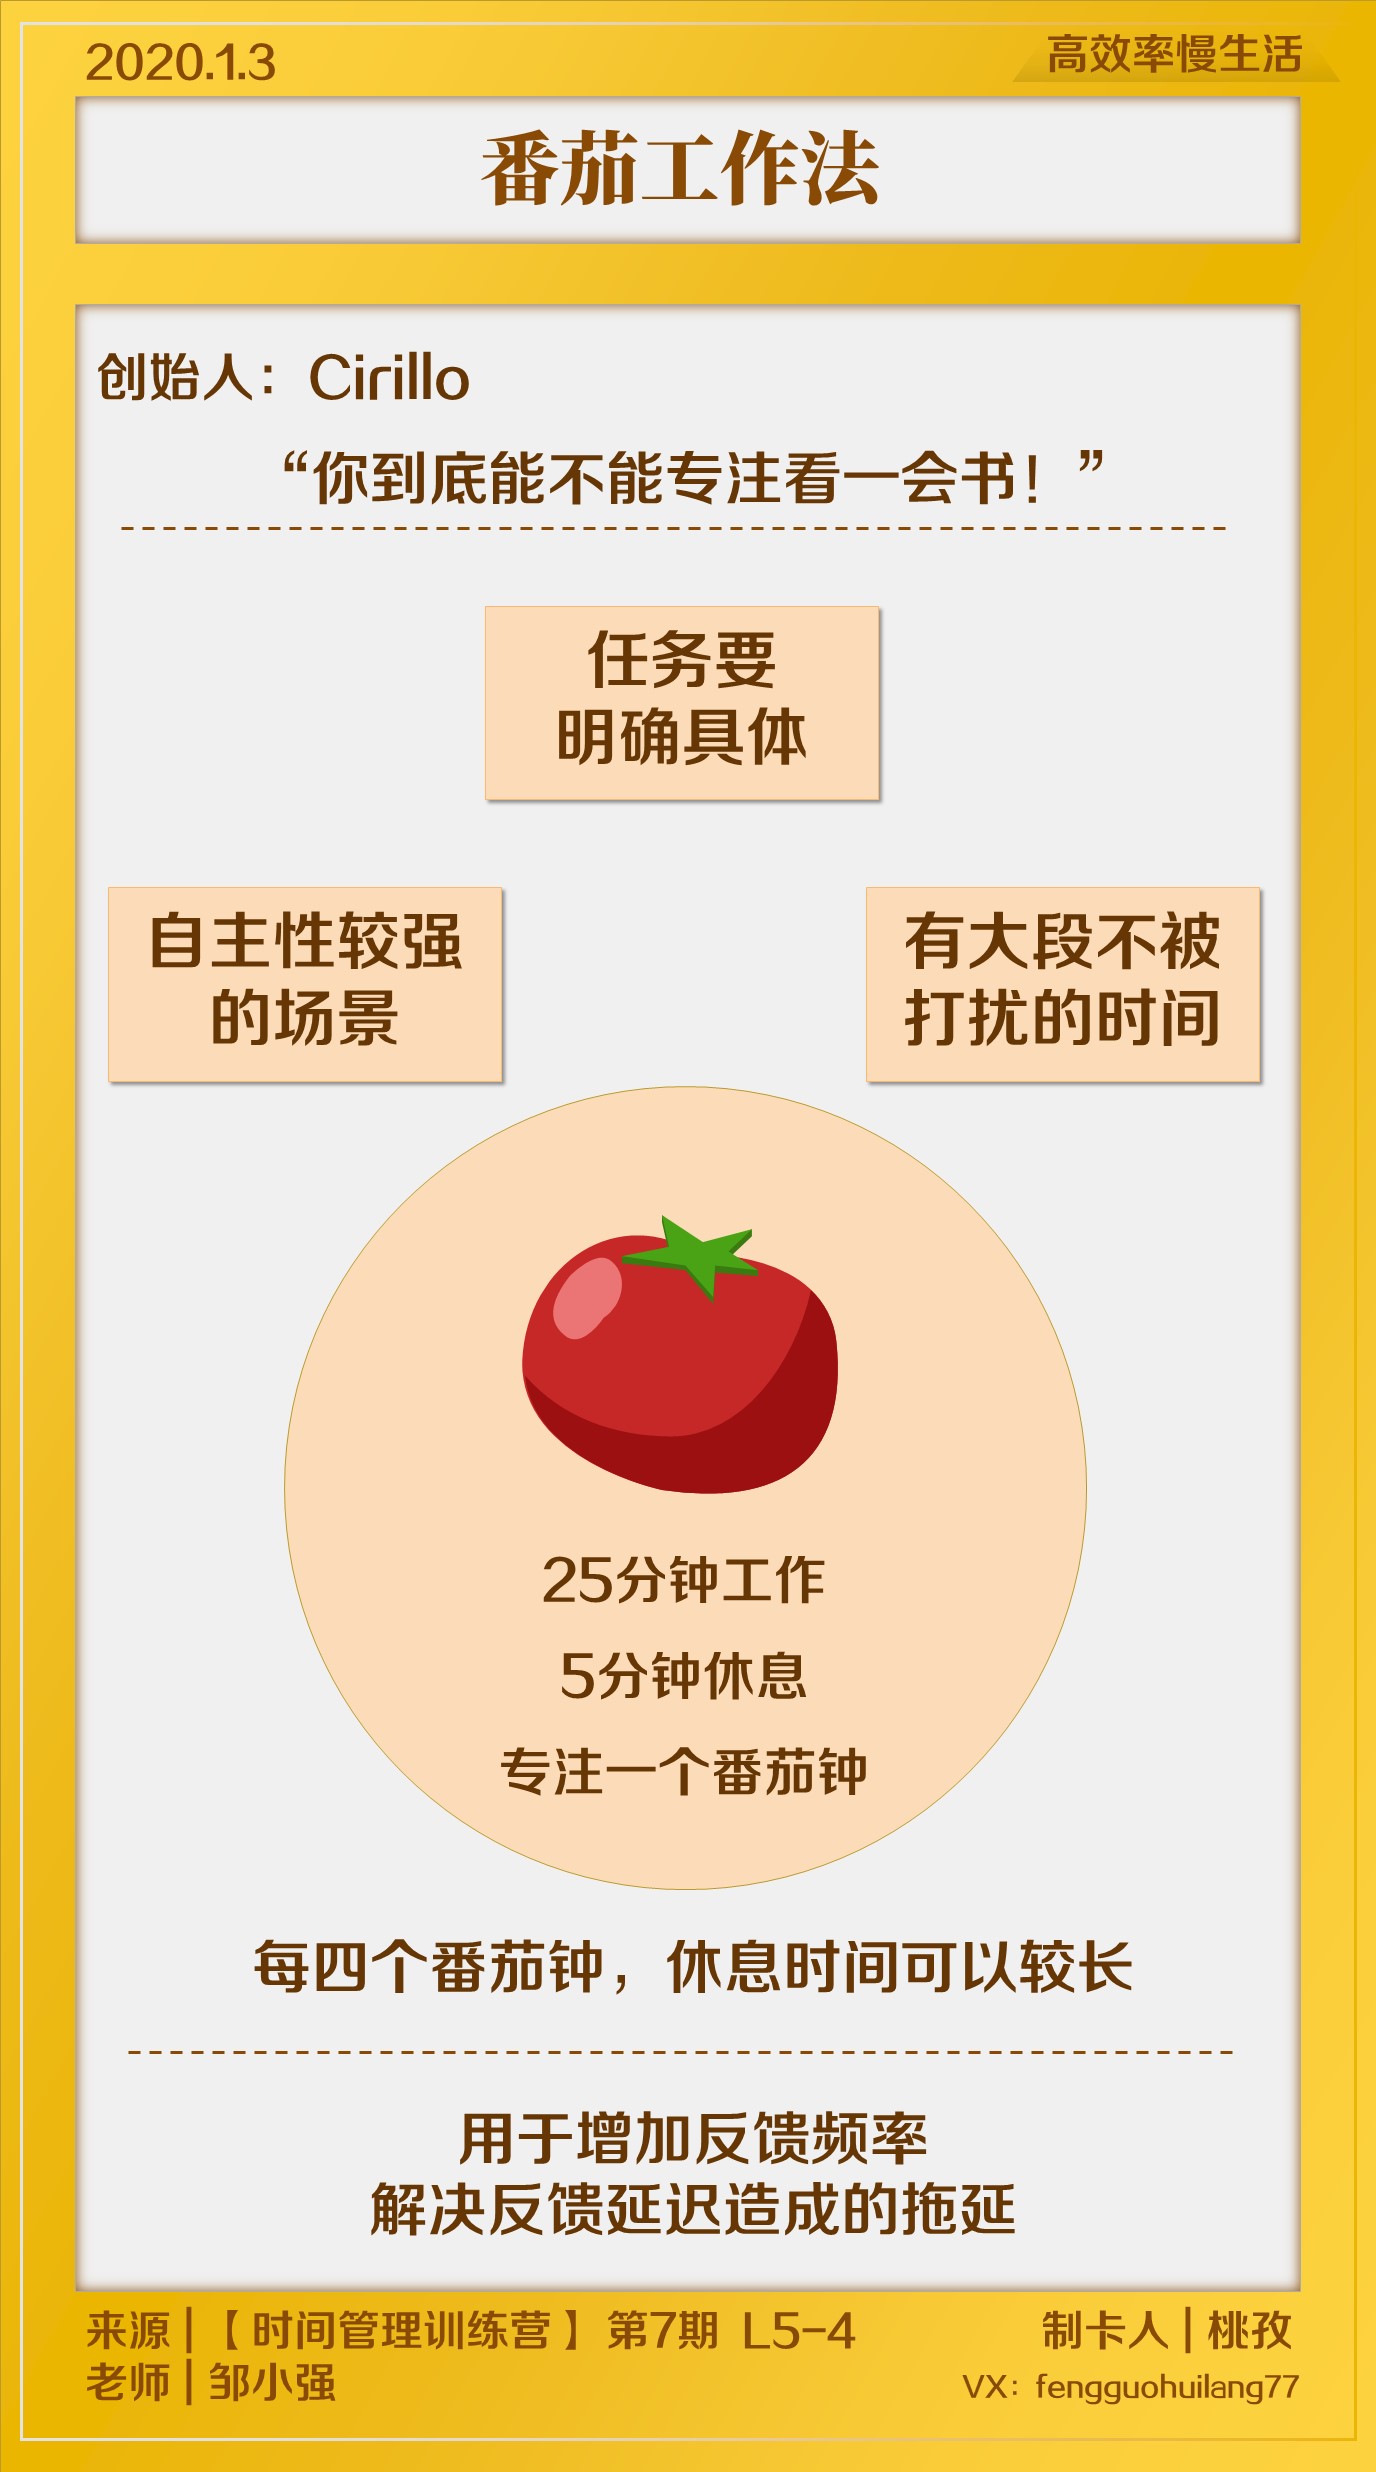 2020.1.3
高效率慢生活
番茄工作法
创始人：Cirillo
“你到底能不能专注看一会书！”
任务要
明确具体
自主性较强
的场景
有大段不被
打扰的时间
25分钟工作
5分钟休息
专注一个番茄钟
每四个番茄钟，休息时间可以较长
用于增加反馈频率
解决反馈延迟造成的拖延
来源|【时间管理训练营】第7期 L5-4
制卡人|桃孜
老师|邹小强
VX：fengguohuilang77